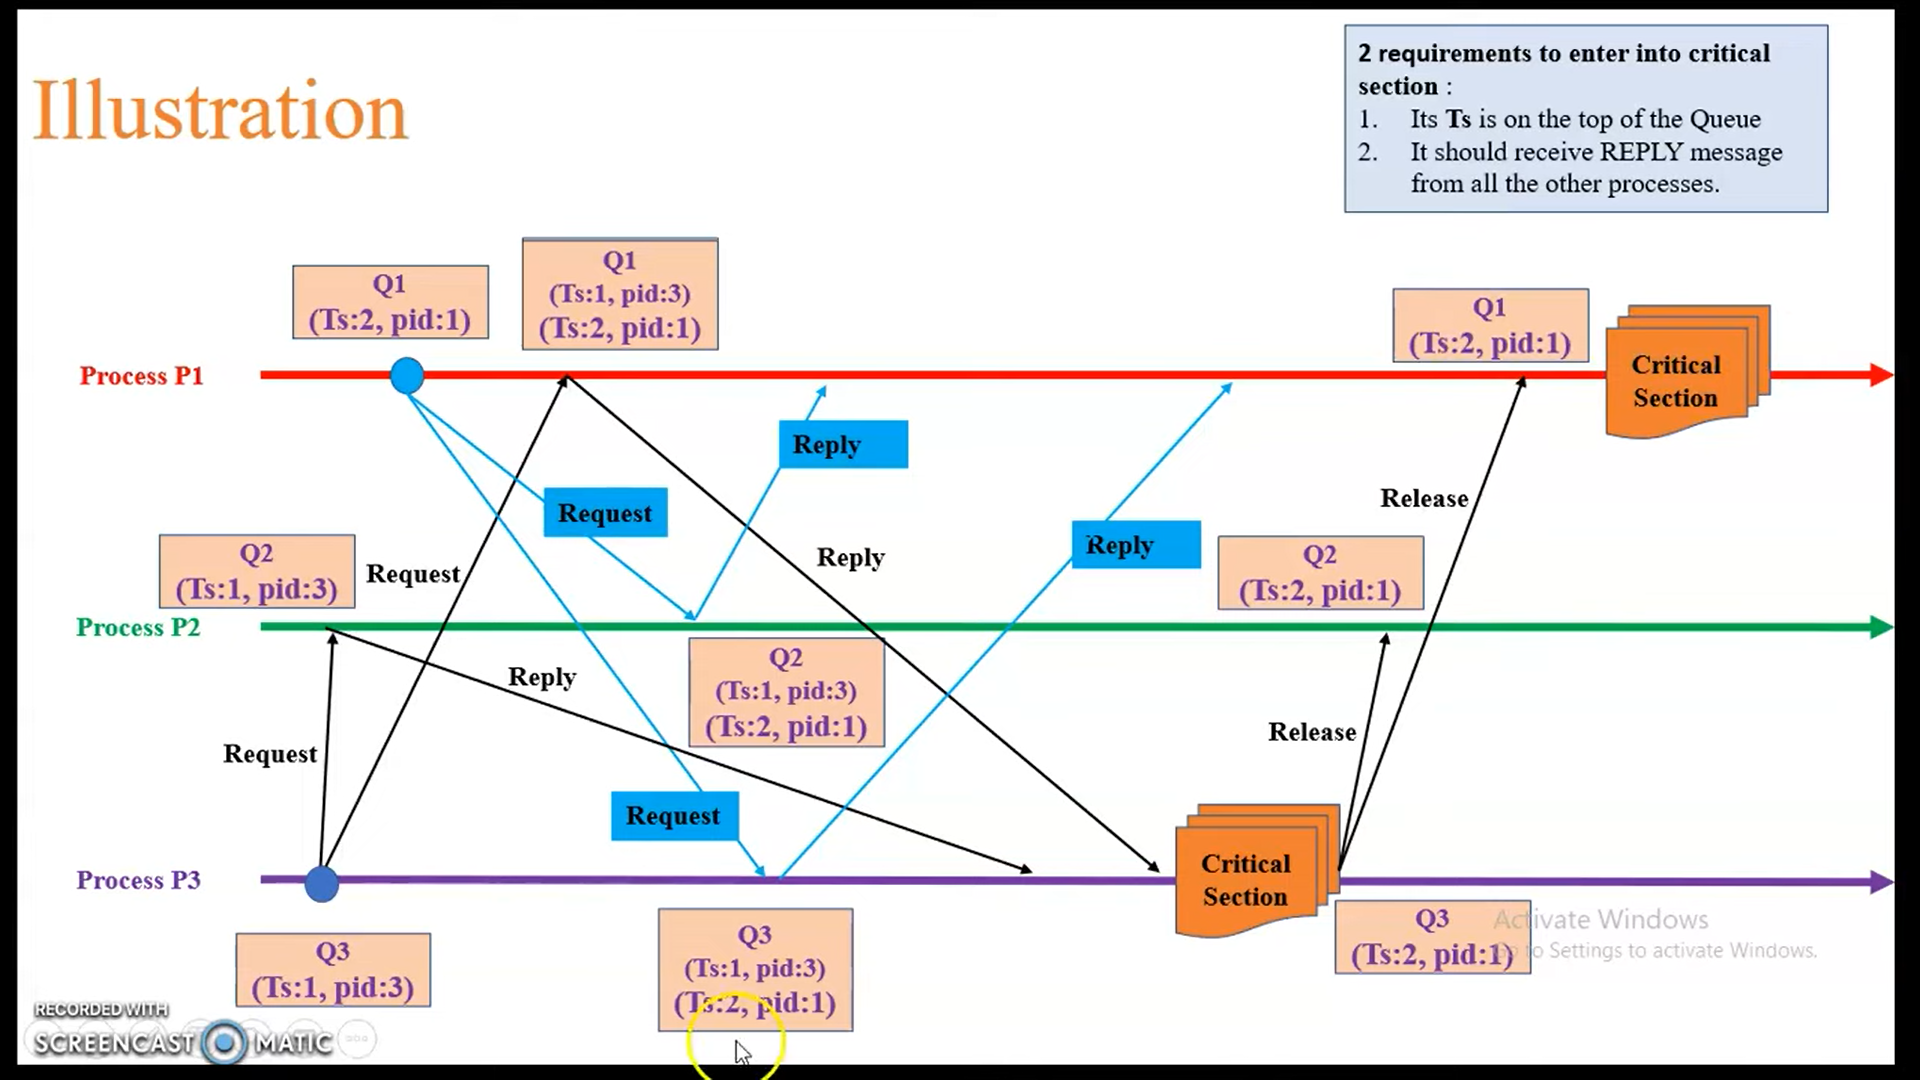 Illustration
2 requirements to enter into critical
section :
1. Its Ts is on the top of the Queue
2. It should receive REPLY message
from all the other processes.
Q1
(Ts:2, pid:1)
Q1
(Ts:1, pid:3)
(Ts:2, pid:1)
Q1
(Ts:2, pid:1)
Process P1
Critical
Section
Reply
Request
Release
Reply
Reply
Q2
(Ts:1, pid:3)
Request
Q2
(Ts:2, pid:1)
Process P2
Reply
Q2
(Ts:1, pid:3)
(Ts:2, pid:1)
Release
Request
Request
Process P3
Critical
Section
Q3
(Ts:1, pid:3)
Q3
(Ts:1, pid:3)
(Ts:2, pid:1)
Q3
(Ts:2, pid:1)
Activate Windows
Go to Settings to activate Windows.
RECORDED WITH
SCREENCAST MATIC